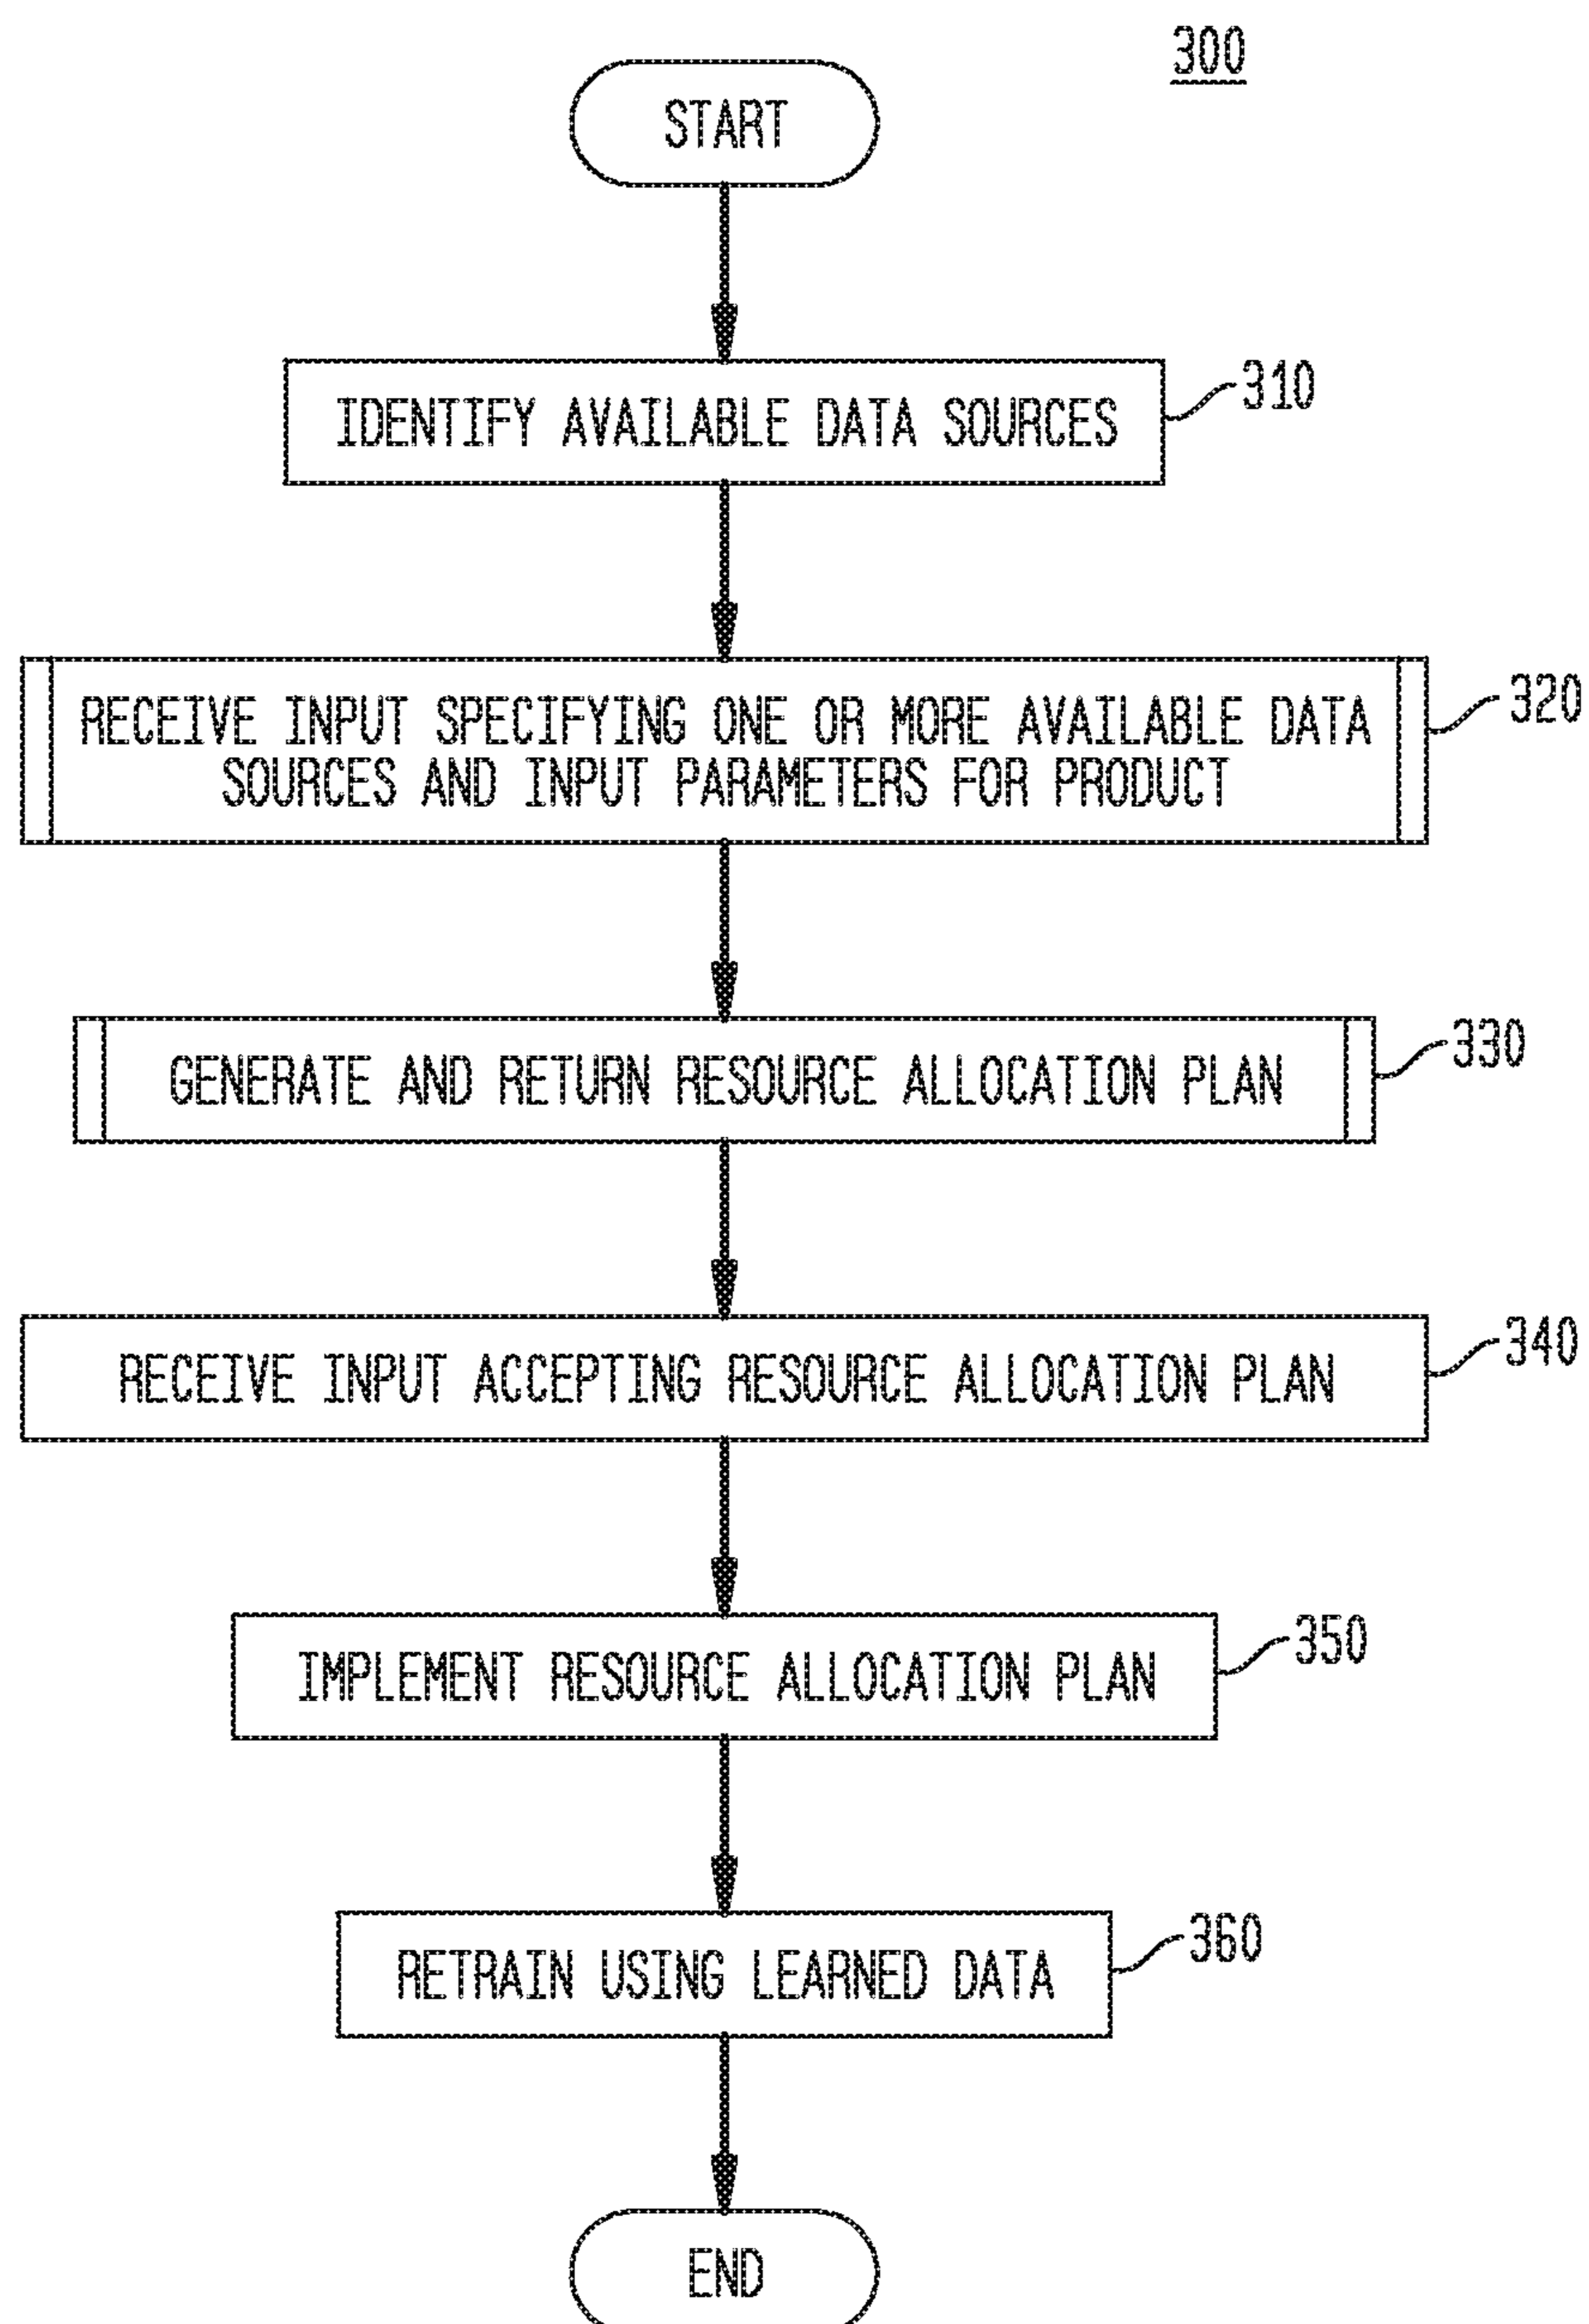 300
START
IDENTIFY AVAILABLE DATA SOURCES
310
RECEIVE INPUT SPECIFYING ONE OR MORE AVAILABLE DATA
SOURCES AND INPUT PARAMETERS FOR PRODUCT
320
GENERATE AND RETURN RESOURCE ALLOCATION PLAN
330
RECEIVE INPUT ACCEPTING RESOURCE ALLOCATION PLAN
340
IMPLEMENT RESOURCE ALLOCATION PLAN
350
RETRAIN USING LEARNED DATA
360
END